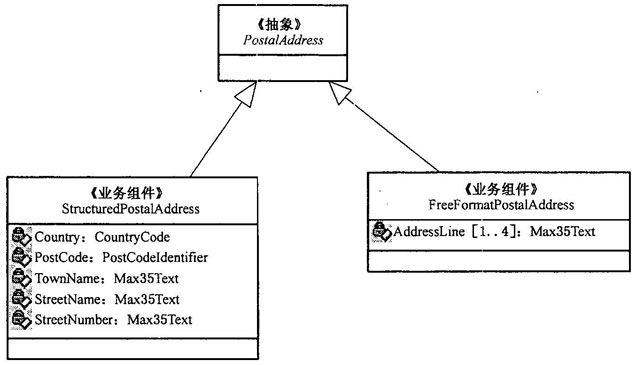 《抽象》
PostalAddress
《业务组件》
StructuredPostalAddress
Country：CountryCode
PostCode：PostCodeIdentifier
TownName：Max35Text
StreetName：Max35Text
StreetNumber：Max35Text
《业务组件》
FreeFormatPostalAddress
AddressLine [1..4]：Max35Text